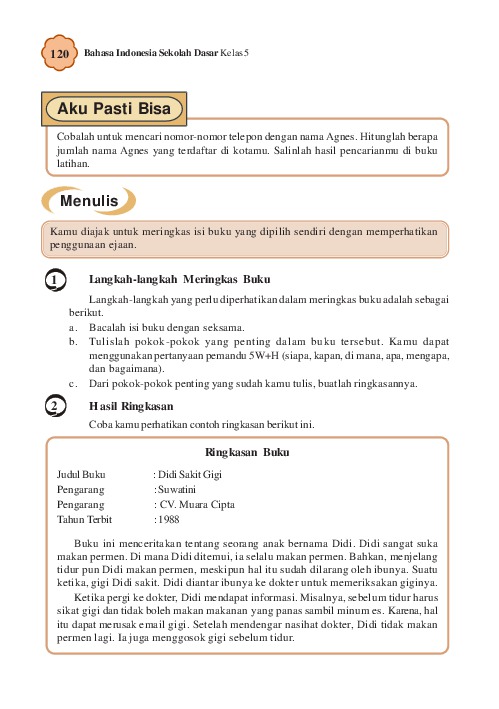 120 Bahasa Indonesia Sekolah Dasar Kelas 5
Aku Pasti Bisa
Cobalah untuk mencari nomor-nomor telepon dengan nama Agnes. Hitunglah berapa
jumlah nama Agnes yang terdaftar di kotamu. Salinlah hasil pencarianmu di buku
latihan.
Menulis
Kamu diajak untuk meringkas isi buku yang dipilih sendiri dengan memperhatikan
penggunaan ejaan.
1 Langkah-langkah Meringkas Buku
Langkah-langkah yang perlu diperhatikan dalam meringkas buku adalah sebagai
berikut.
a. Bacalah isi buku dengan seksama.
b. Tulislah pokok-pokok yang penting dalam buku tersebut. Kamu dapat
menggunakan pertanyaan pemandu 5W+H (siapa, kapan, di mana, apa, mengapa,
dan bagaimana).
c. Dari pokok-pokok penting yang sudah kamu tulis, buatlah ringkasannya.
2 Hasil Ringkasan
Coba kamu perhatikan contoh ringkasan berikut ini.
Ringkasan Buku
Judul Buku : Didi Sakit Gigi
Pengarang : Suwatini
Pengarang : CV. Muara Cipta
Tahun Terbit : 1988
Buku ini menceritakan tentang seorang anak bernama Didi. Didi sangat suka
makan permen. Di mana Didi ditemui, ia selalu makan permen. Bahkan, menjelang
tidur pun Didi makan permen, meskipun hal itu sudah dilarang oleh ibunya. Suatu
ketika, gigi Didi sakit. Didi diantar ibunya ke dokter untuk memeriksakan giginya.
Ketika pergi ke dokter, Didi mendapat informasi. Misalnya, sebelum tidur harus
sikat gigi dan tidak boleh makan makanan yang panas sambil minum es. Karena, hal
itu dapat merusak email gigi. Setelah mendengar nasihat dokter, Didi tidak makan
permen lagi. Ia juga menggosok gigi sebelum tidur.